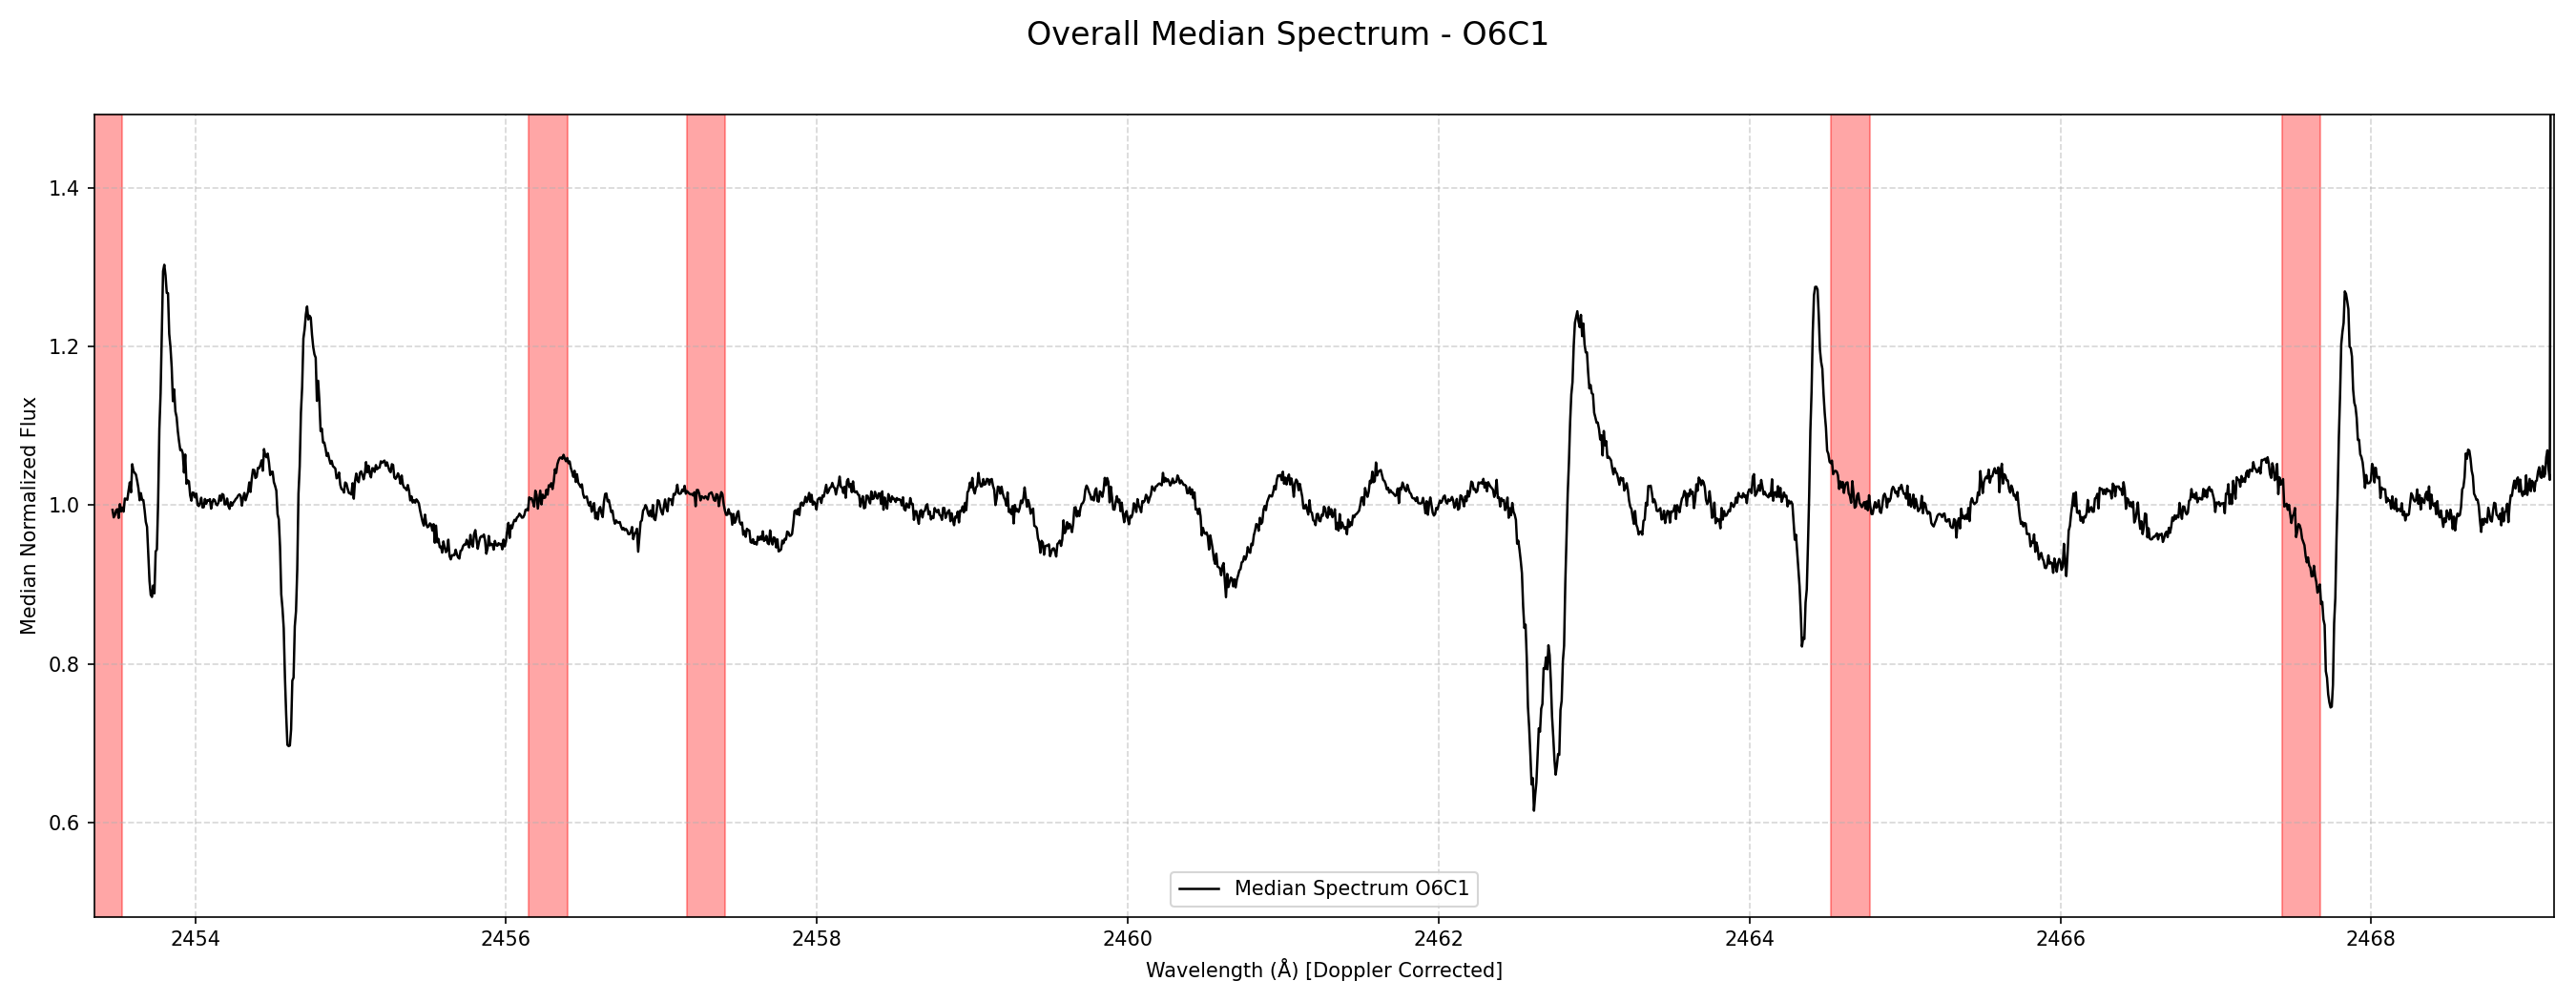 Overall Median Spectrum - O6C1
Median Normalized Flux
1.4
1.2
1.0
0.8
0.6
Median Spectrum O6C1
2454 2456 2458 2460 2462 2464 2466 2468
Wavelength (Å) [Doppler Corrected]